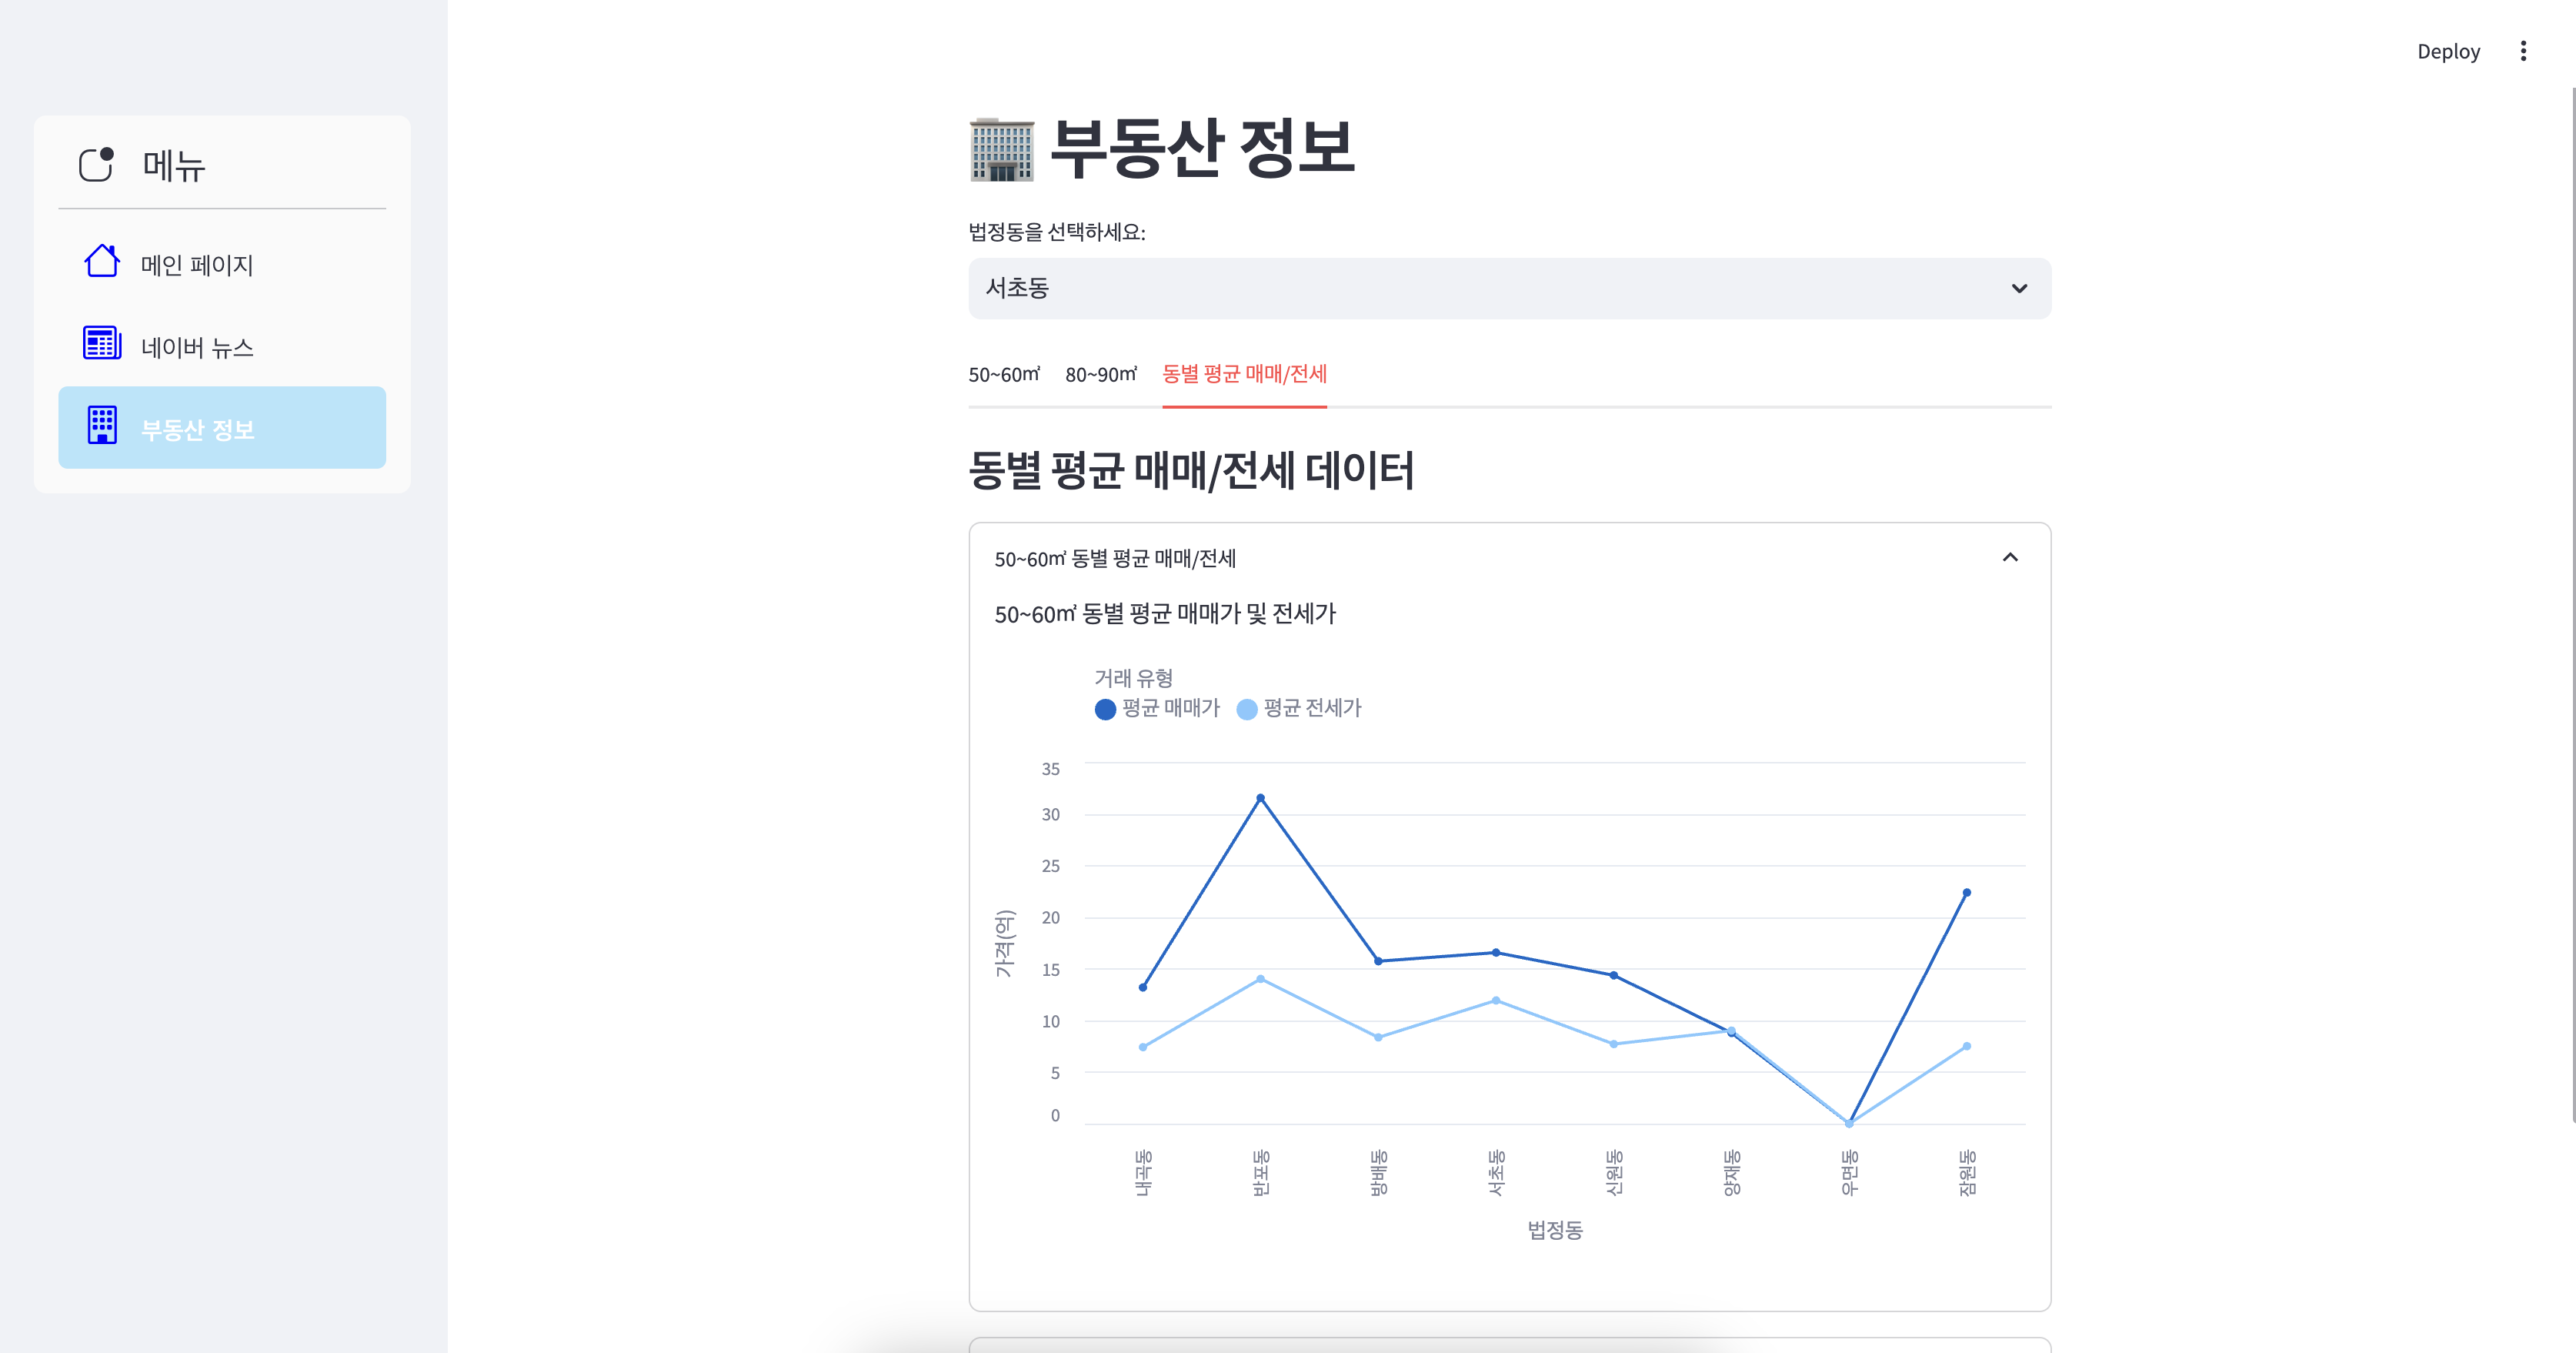 Deploy
메뉴
메인 페이지
네이버 뉴스
부동산 정보
부동산 정보
법정동을 선택하세요:
서초동
50~60㎡ 80~90㎡ 동별 평균 매매/전세
동별 평균 매매/전세 데이터
50~60㎡ 동별 평균 매매/전세
50~60㎡ 동별 평균 매매가 및 전세가
거래 유형
평균 매매가 평균 전세가
35
30
25
20
15
10
5
0
가격(억)
내곡동 반포동 방배동 서초동 신원동 양재동 우면동 잠원동
법정동